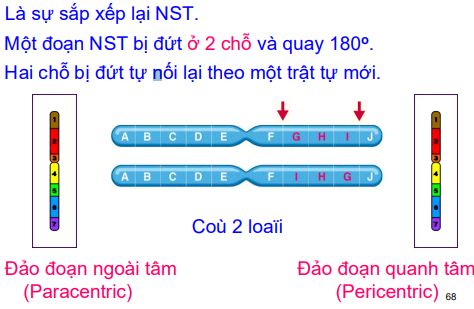 Là sự sắp xếp lại NST.
Một đoạn NST bị đứt ở 2 chỗ và quay 180º.
Hai chỗ bị đứt tự nối lại theo một trật tự mới.
1
2
3
4
5
6
7
A B C D E F G H I J
A B C D E F I H G J
1
2
3
4
5
6
7
Coù 2 loaïi
Đảo đoạn ngoài tâm
(Paracentric)
Đảo đoạn quanh tâm
(Pericentric)
68